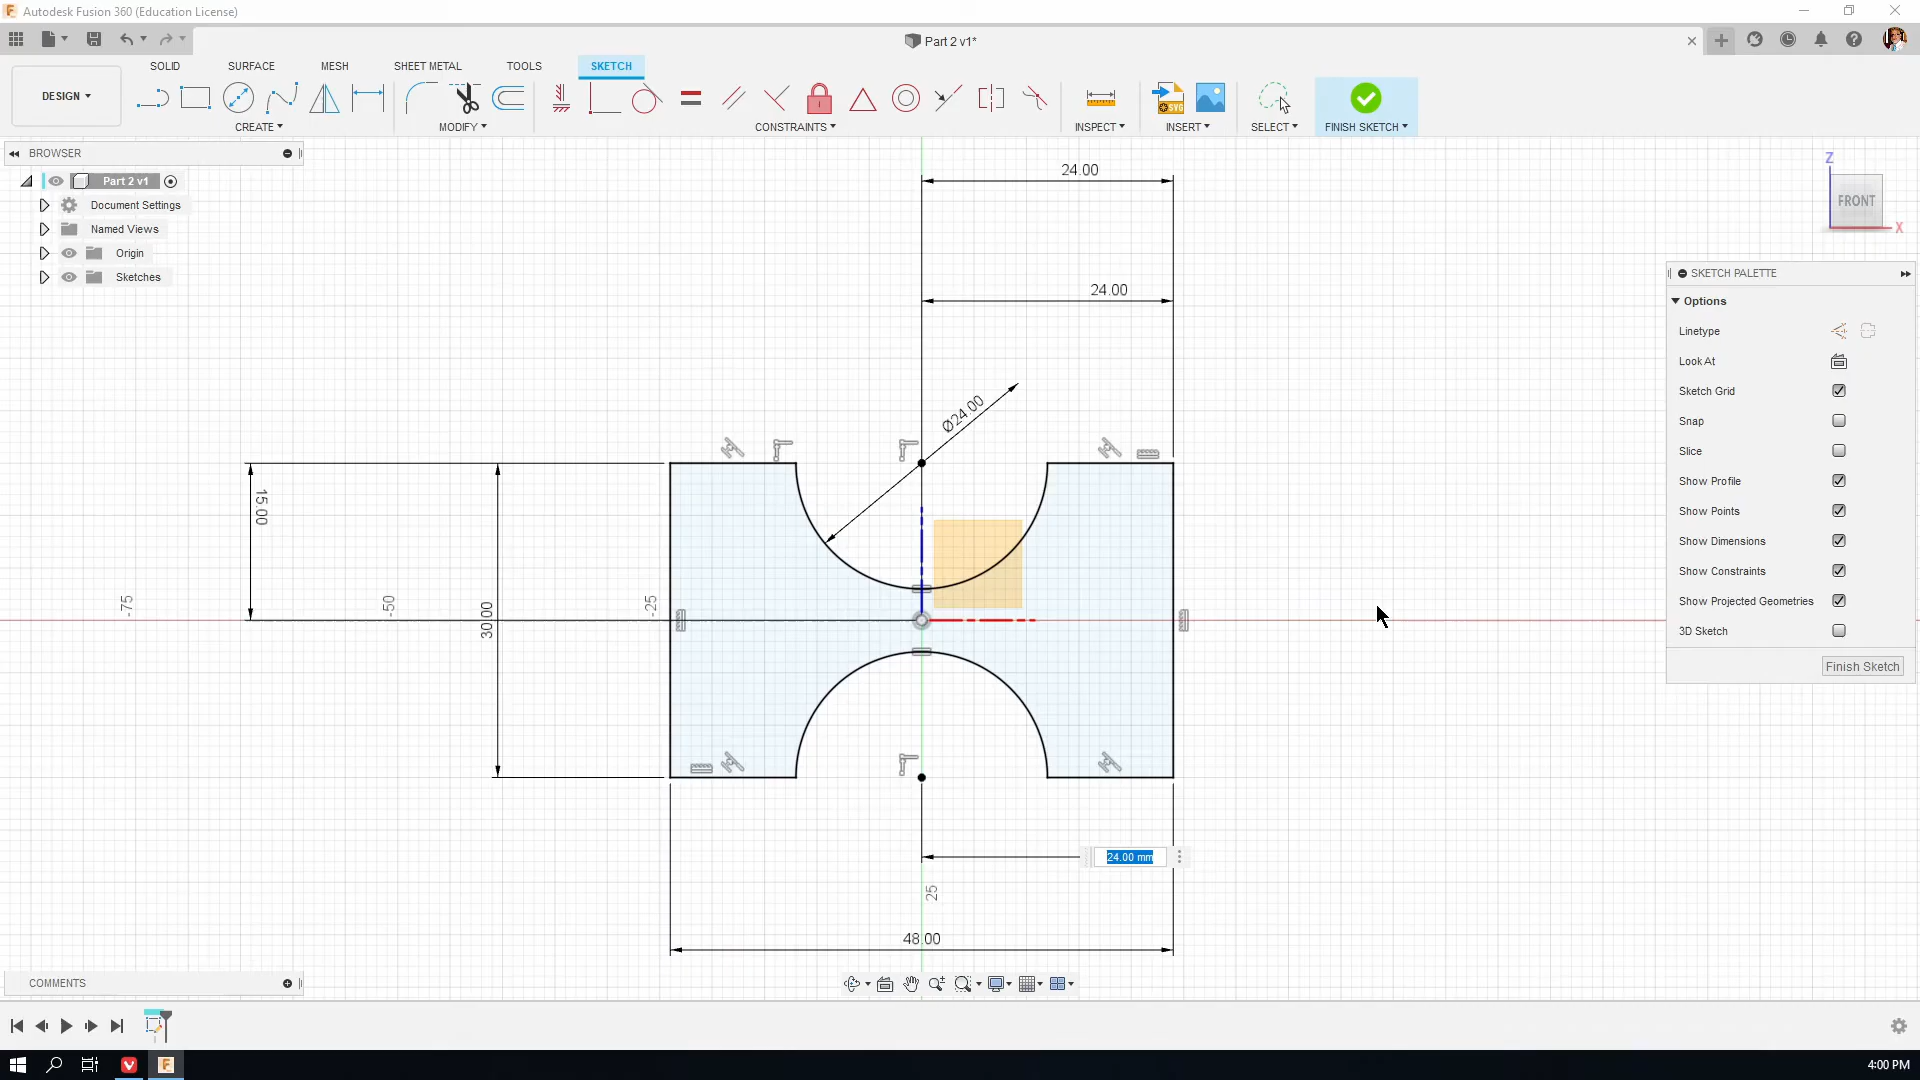 Autodesk Fusion 360 (Education License)
Part 2 v1*
SOLID SURFACE MESH SHEET METAL TOOLS SKETCH
DESIGN
CREATE MODIFY CONSTRAINTS INSPECT INSERT SELECT FINISH SKETCH
SVG
BROWSER
Part 2 v1
Document Settings
Named Views
Origin
Sketches
24.00
24.00
Ø24.00
15.00
30.00
-75
-50
-25
25
24.00 mm
48.00
Z
FRONT
X
SKETCH PALETTE
Options
Linetype
Look At
Sketch Grid
Snap
Slice
Show Profile
Show Points
Show Dimensions
Show Constraints
Show Projected Geometries
3D Sketch
Finish Sketch
COMMENTS
4:00 PM